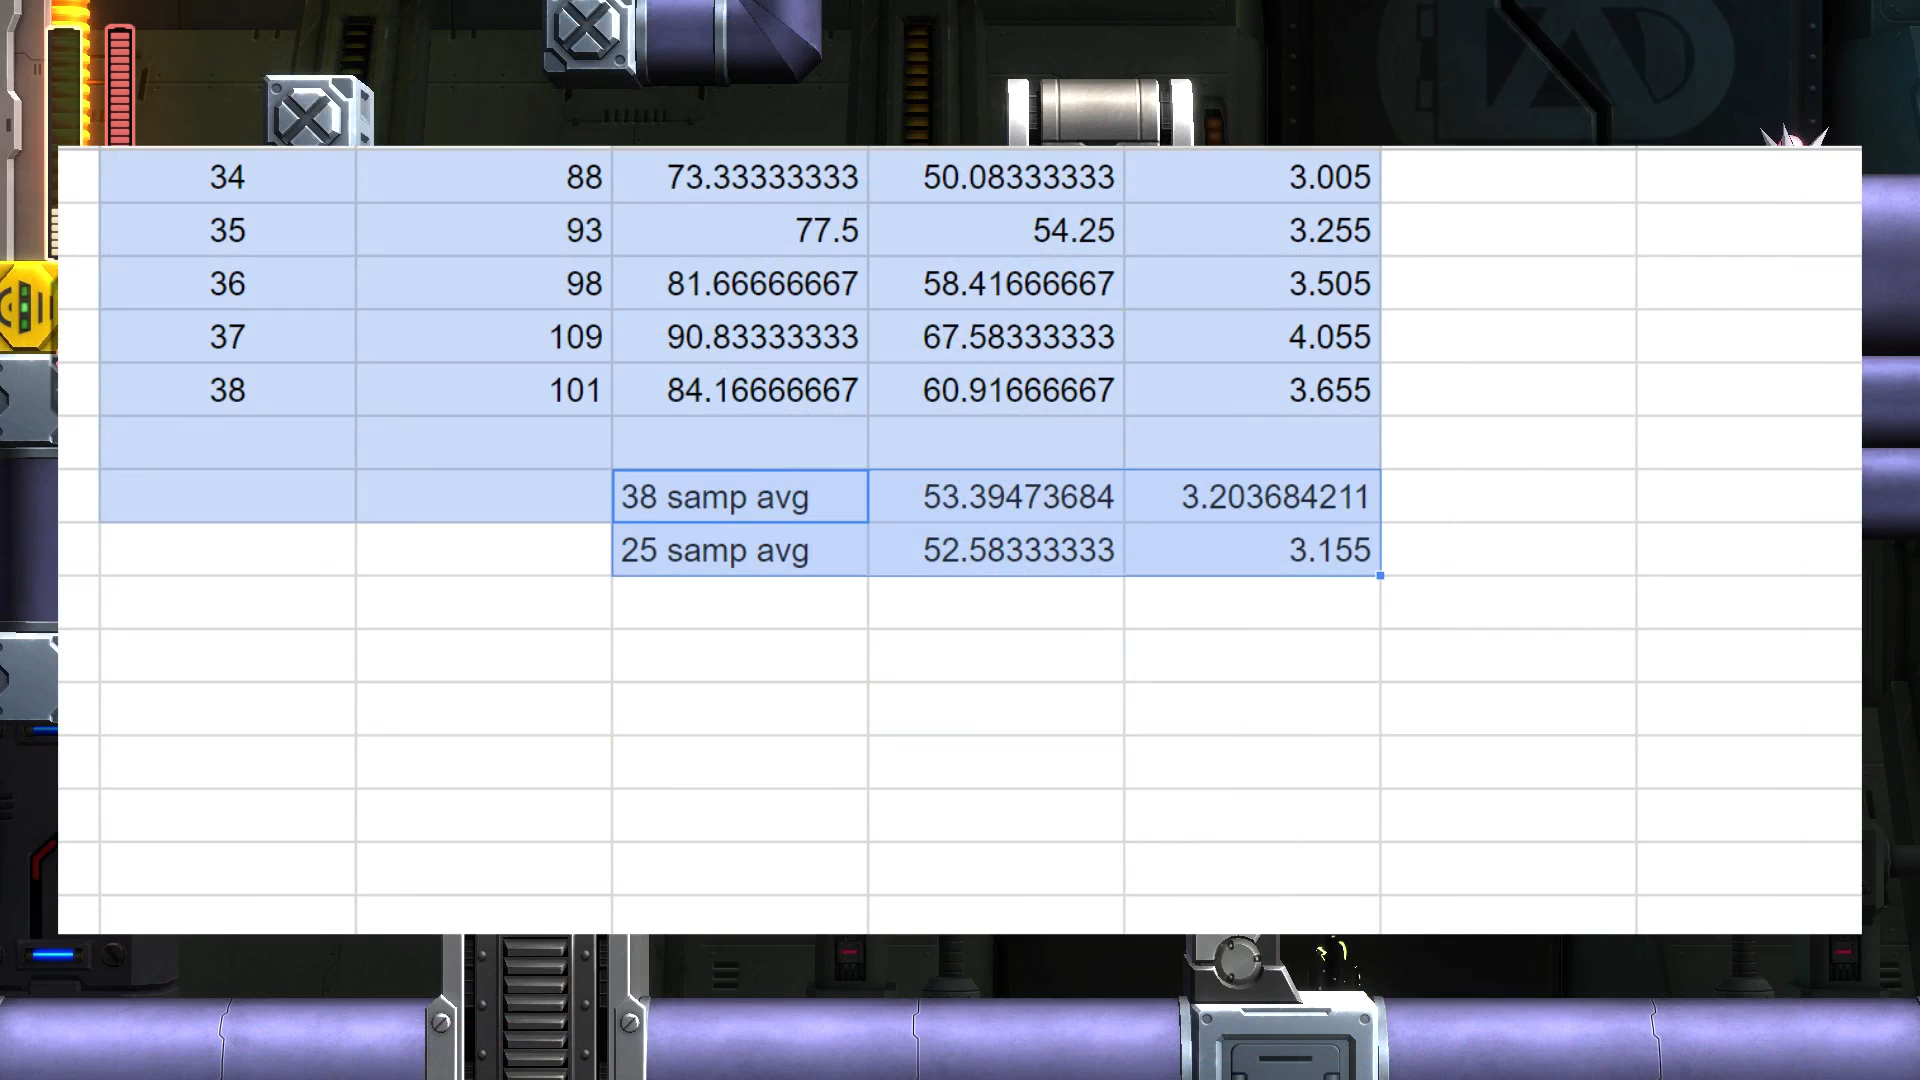 34 88 73.33333333 50.08333333 3.005
35 93 77.5 54.25 3.255
36 98 81.66666667 58.41666667 3.505
37 109 90.83333333 67.58333333 4.055
38 101 84.16666667 60.91666667 3.655
38 samp avg 53.39473684 3.203684211
25 samp avg 52.58333333 3.155